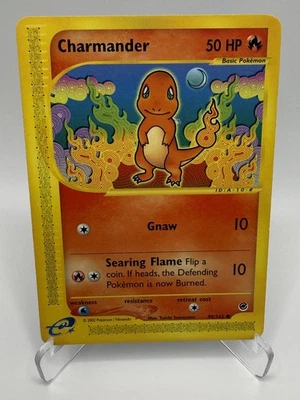 Charmander 50 HP
Basic Pokémon
Gnaw 10
Searing Flame Flip a
coin. If heads, the Defending 10
Pokémon is now Burned.
weakness resistance retreat cost
e